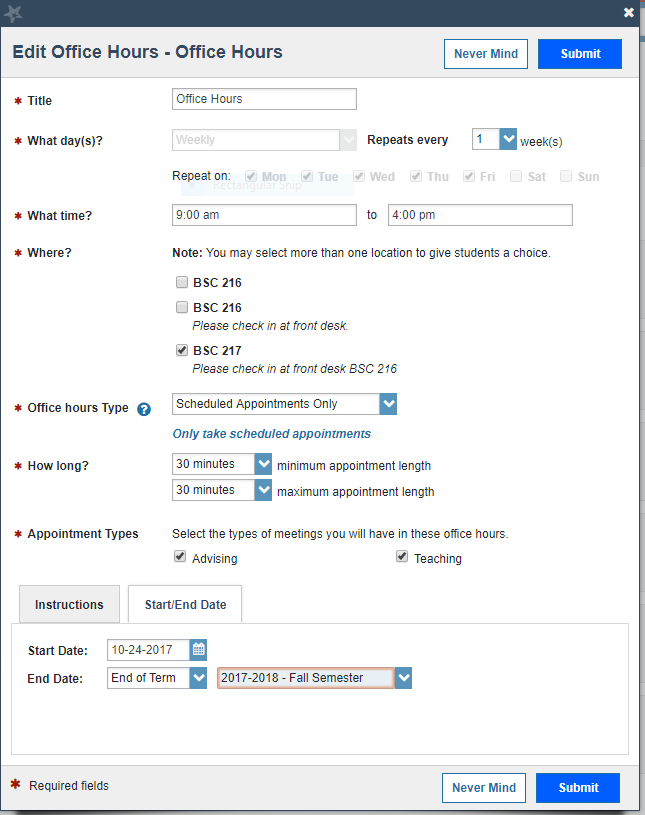 Edit Office Hours - Office Hours
Never Mind
Submit
* Title
Office Hours
* What day(s)?
Weekly
Repeats every
1
week(s)
Repeat on:
Mon Tue Wed Thu Fri Sat Sun
Rectangular Snip
* What time?
9:00 am
to
4:00 pm
* Where?
Note: You may select more than one location to give students a choice.
BSC 216
BSC 216
Please check in at front desk.
BSC 217
Please check in at front desk BSC 216
* Office hours Type ?
Scheduled Appointments Only
Only take scheduled appointments
* How long?
30 minutes
minimum appointment length
30 minutes
maximum appointment length
* Appointment Types
Select the types of meetings you will have in these office hours.
Advising
Teaching
Instructions
Start/End Date
Start Date:
10-24-2017
End Date:
End of Term
2017-2018 - Fall Semester
* Required fields
Never Mind
Submit